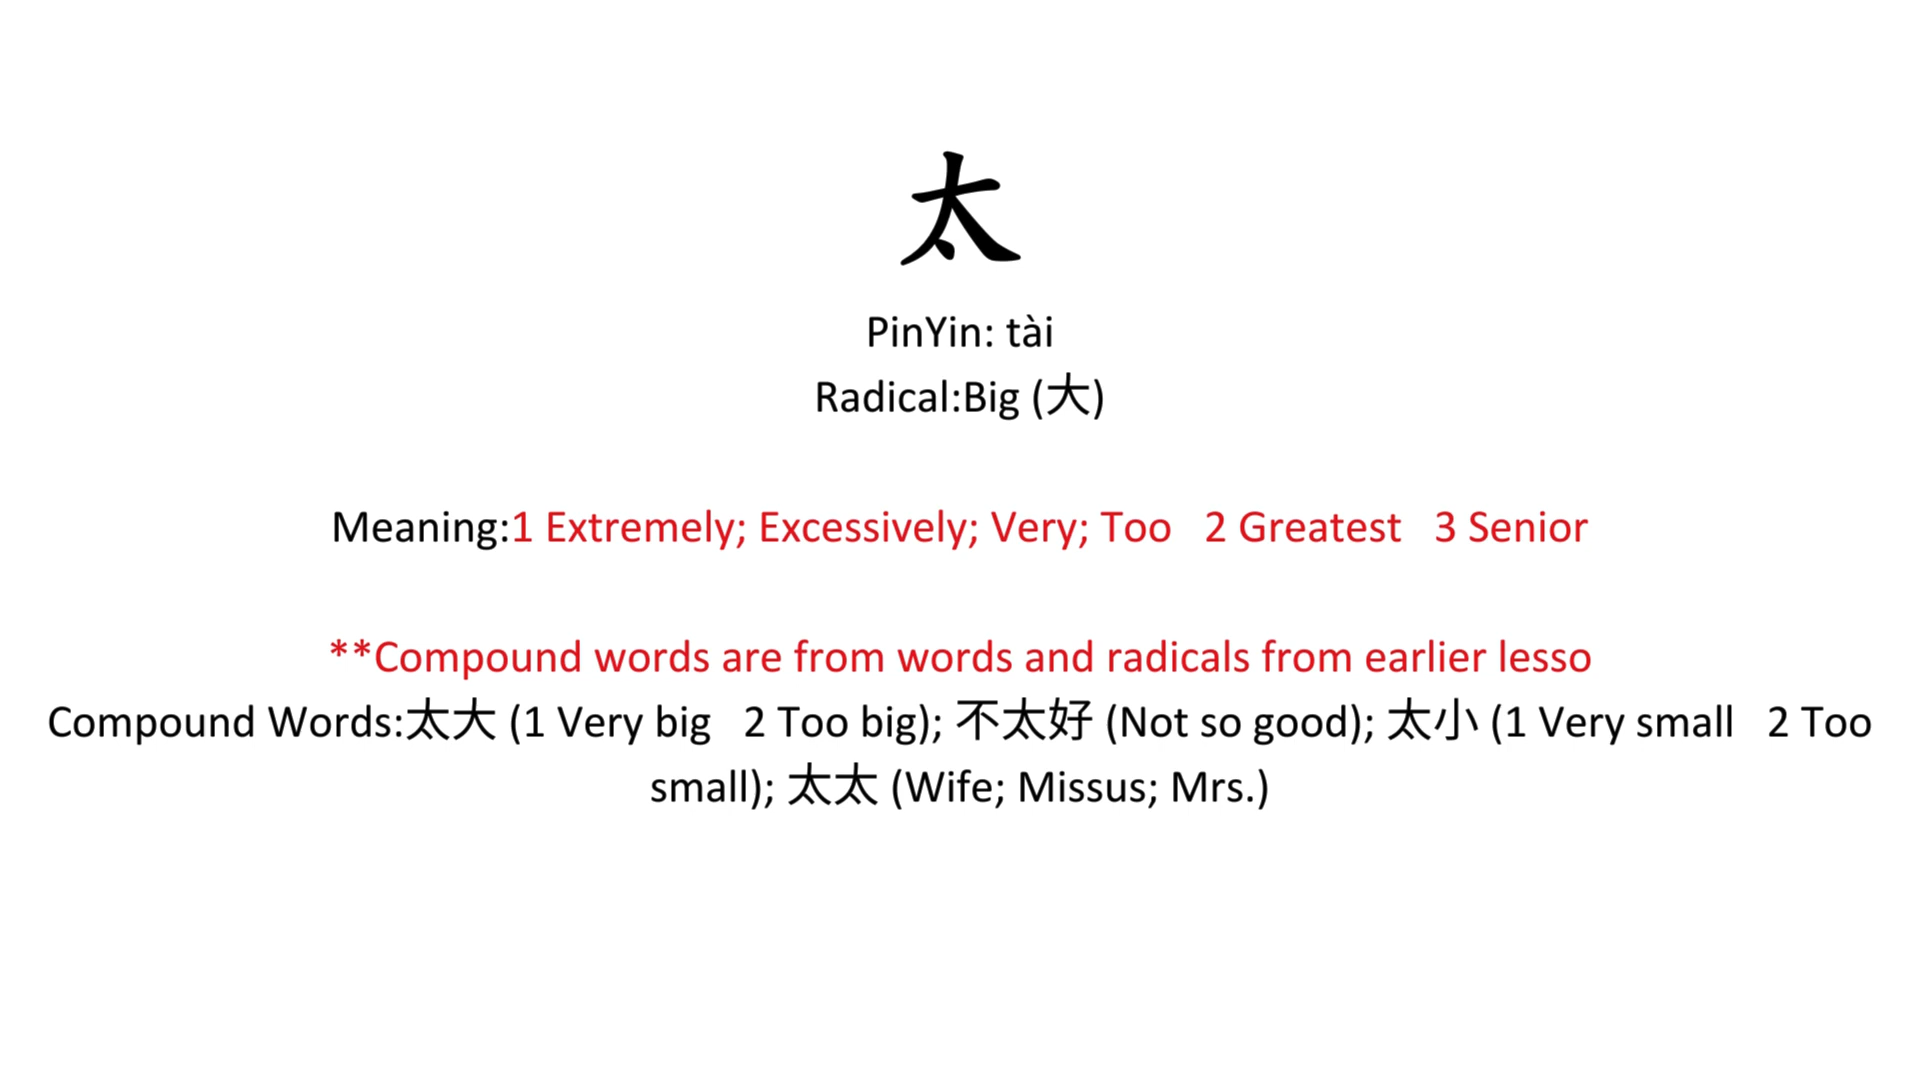 太
PinYin: tài
Radical:Big (大)
Meaning:1 Extremely; Excessively; Very; Too   2 Greatest   3 Senior
**Compound words are from words and radicals from earlier lesso
Compound Words:太大 (1 Very big   2 Too big); 不太好 (Not so good); 太小 (1 Very small   2 Too
small); 太太 (Wife; Missus; Mrs.)